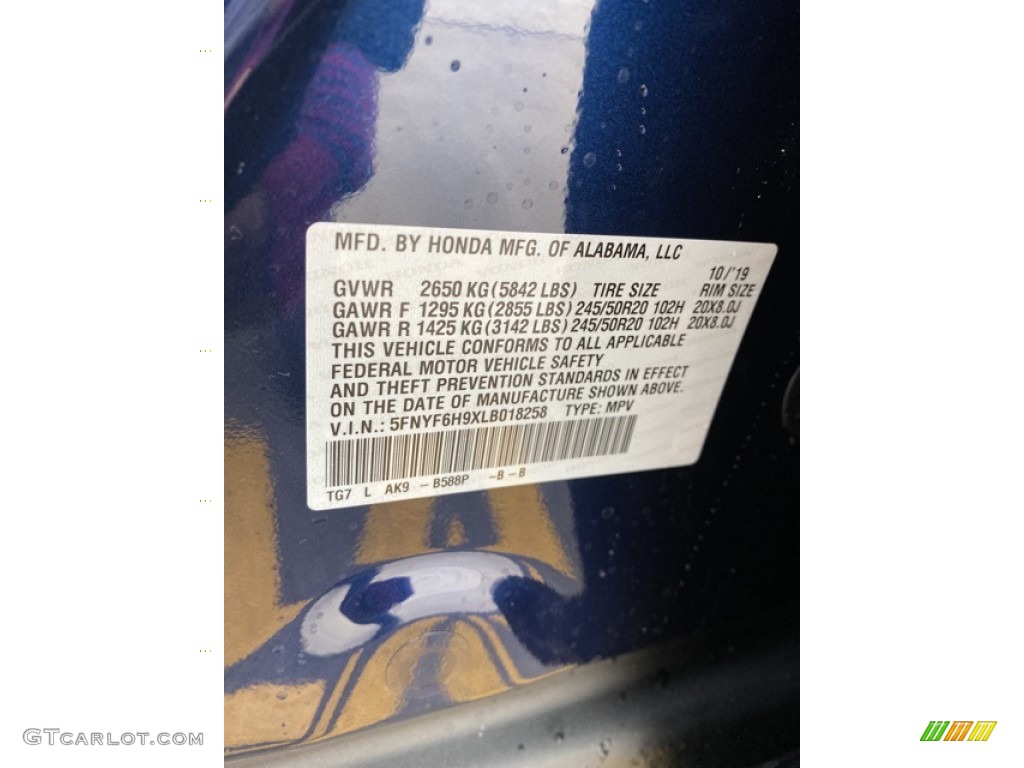 MFD. BY HONDA MFG. OF ALABAMA, LLC
10/'19
GVWR 2650 KG (5842 LBS) TIRE SIZE RIM SIZE
GAWR F 1295 KG (2855 LBS) 245/50R20 102H 20X8.0J
GAWR R 1425 KG (3142 LBS) 245/50R20 102H 20X8.0J
THIS VEHICLE CONFORMS TO ALL APPLICABLE
FEDERAL MOTOR VEHICLE SAFETY
AND THEFT PREVENTION STANDARDS IN EFFECT
ON THE DATE OF MANUFACTURE SHOWN ABOVE.
V.I.N.: 5FNYF6H9XLB018258 TYPE: MPV
TG7 L AK9 - B588P -B-B
GTCARLOT.COM